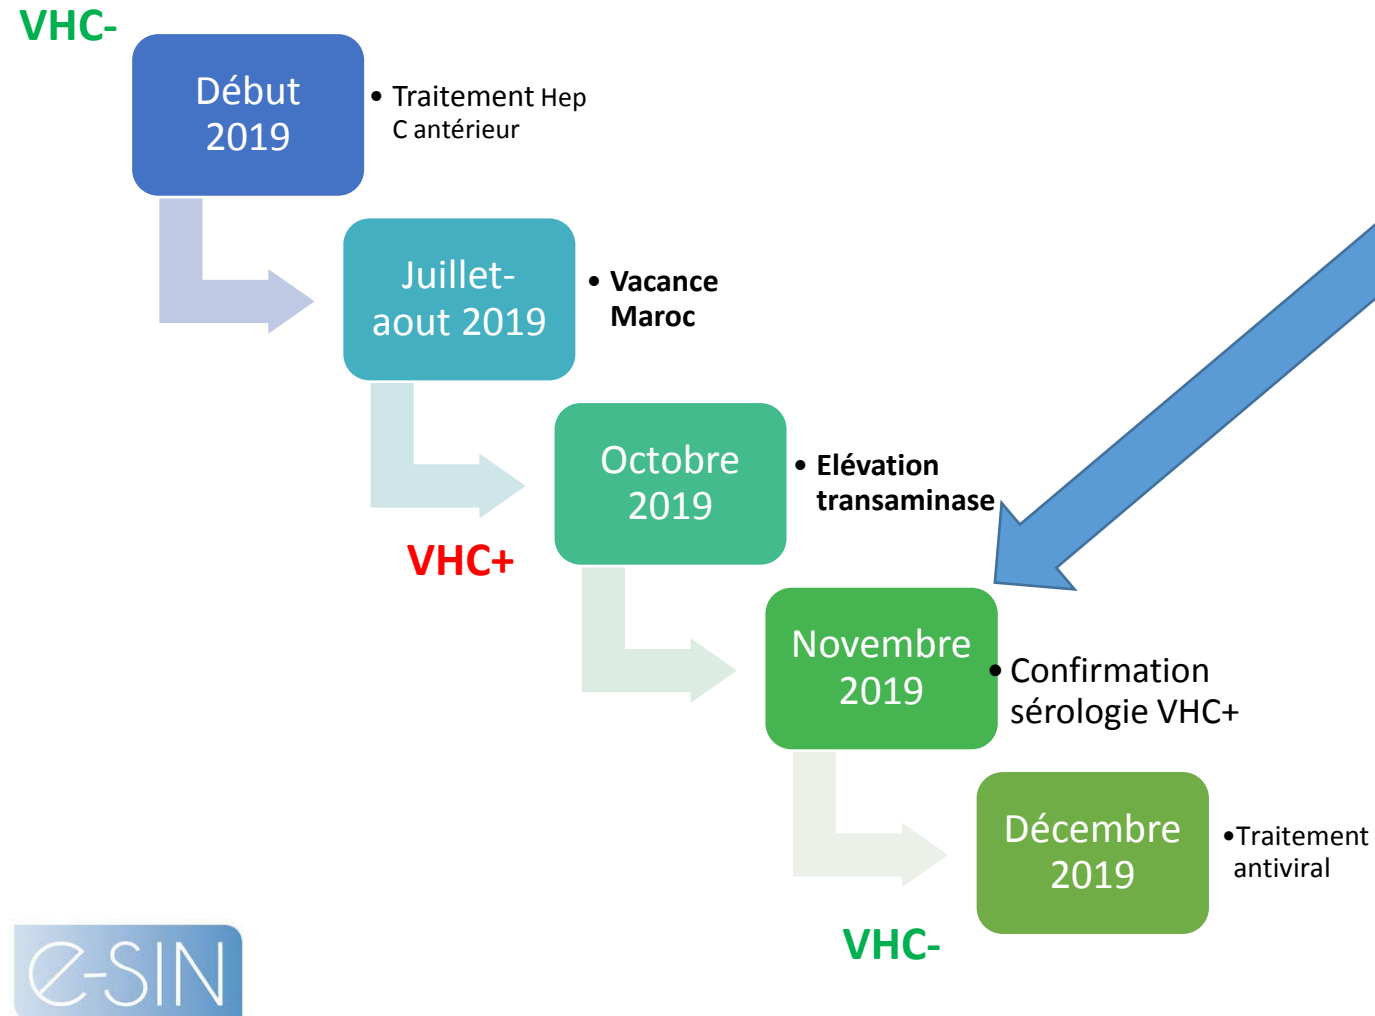 VHC-
Début
2019
• Traitement Hep
C antérieur
Juillet-
aout 2019
• Vacance
Maroc
Octobre
2019
• Elévation
transaminase
VHC+
Novembre
2019
• Confirmation
sérologie VHC+
Décembre
2019
•Traitement
antiviral
VHC-
e-SIN